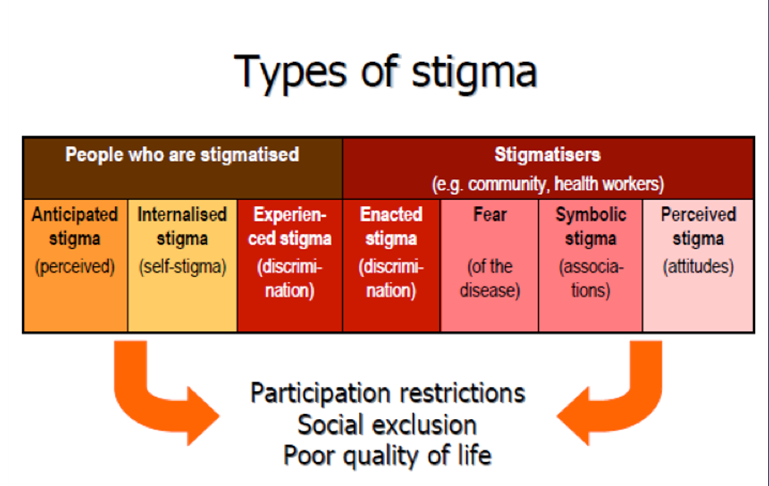 Types of stigma
People who are stigmatised
Stigmatisers
(e.g. community, health workers)
Anticipated
stigma
(perceived)
Internalised
stigma
(self-stigma)
Experien-
ced stigma
(discrimi-
nation)
Enacted
stigma
(discrimi-
nation)
Fear
(of the
disease)
Symbolic
stigma
(associa-
tions)
Perceived
stigma
(attitudes)
Participation restrictions
Social exclusion
Poor quality of life